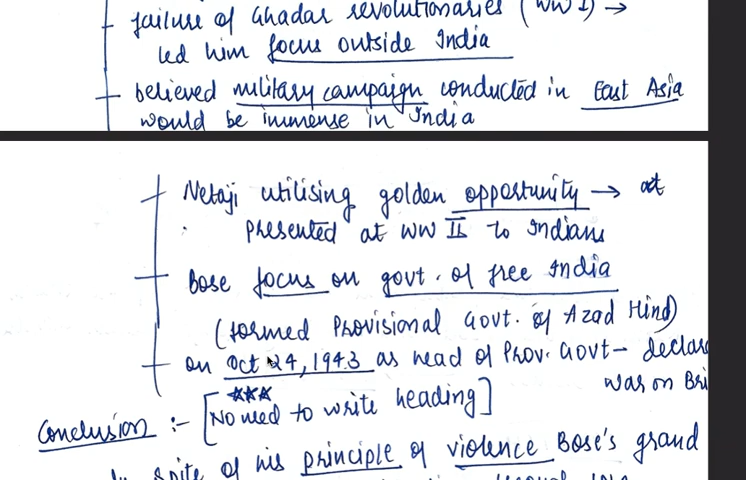 failure of Ghadar revolutionaries (WW I) →
led him focus outside India
believed military campaign conducted in East Asia
would be immense in India
Netaji utilising golden opportunity →
presented at WW II to Indians
Bose focus on govt. of free India
(formed Provisional Govt. of Azad Hind)
on Oct 24, 1943 as head of Prov. Govt - declar
was on Bri
Conclusion :- [No need to write heading]
In spite of his principle of violence Bose's grand